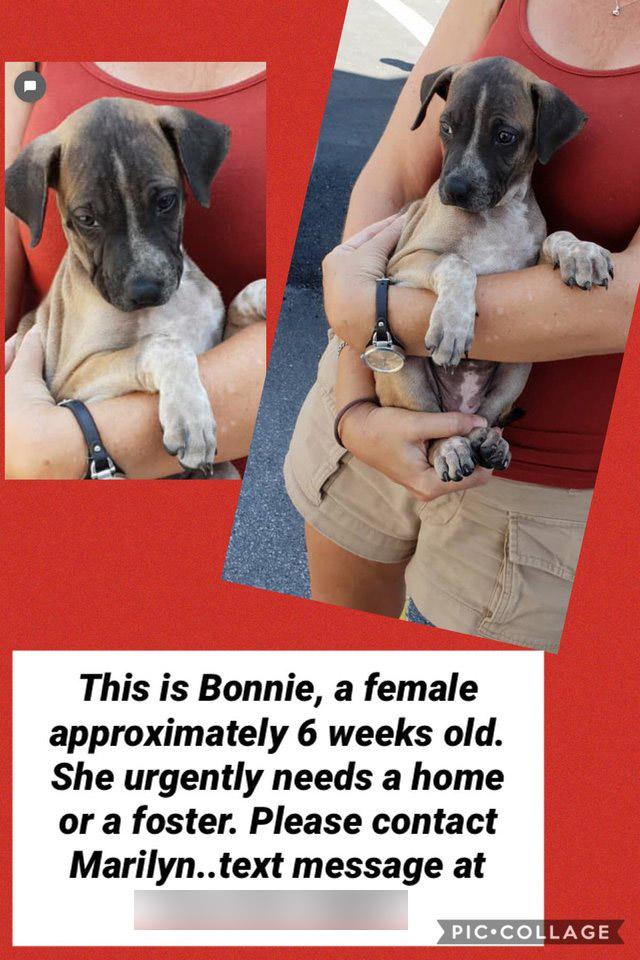 This is Bonnie, a female
approximately 6 weeks old.
She urgently needs a home
or a foster. Please contact
Marilyn..text message at
PIC•COLLAGE